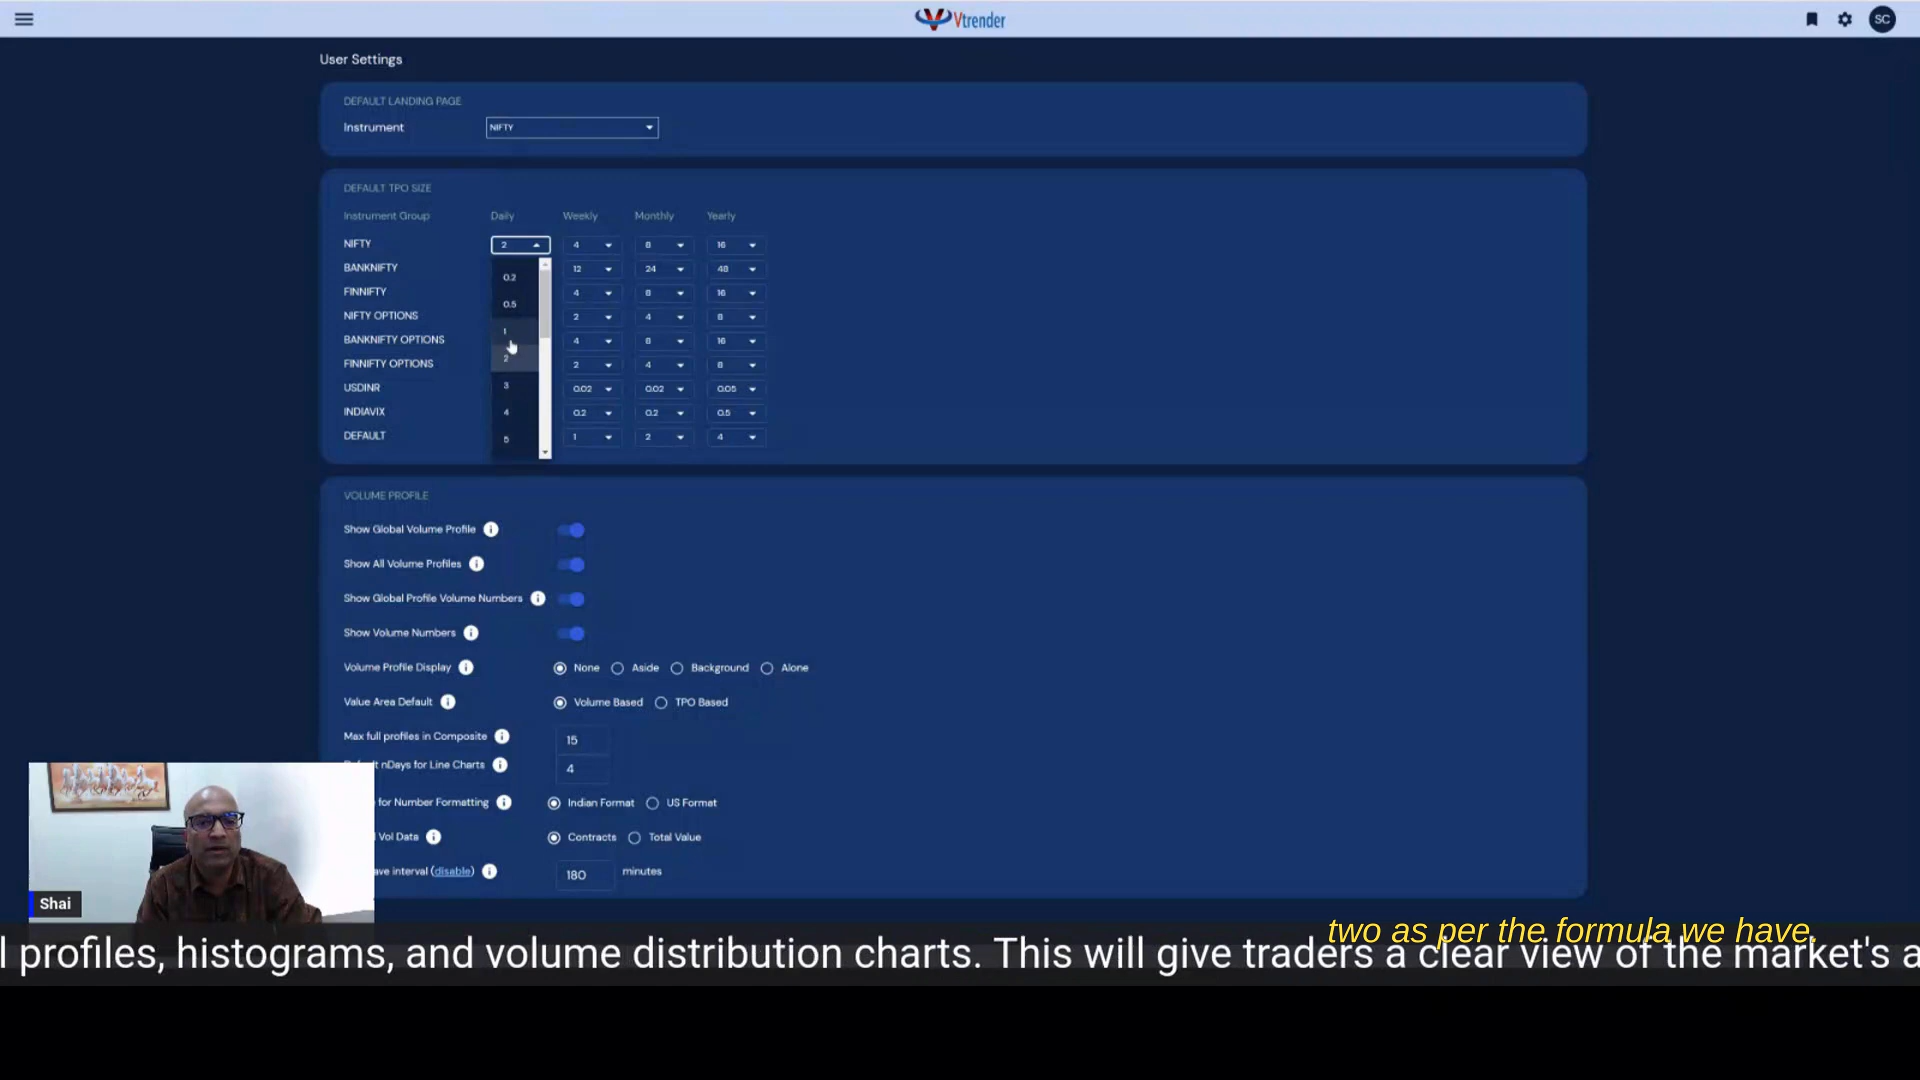 Vtrender
SC
User Settings
DEFAULT LANDING PAGE
Instrument NIFTY
DEFAULT TPO SIZE
Instrument Group Daily Weekly Monthly Yearly
NIFTY 2 4 8 16
BANKNIFTY 12 24 48
FINNIFTY 4 8 16
NIFTY OPTIONS 2 4 8
BANKNIFTY OPTIONS 4 8 16
FINNIFTY OPTIONS 2 4 8
USDINR 0.02 0.02 0.05
INDIAVIX 0.2 0.2 0.5
DEFAULT 1 2 4
0.2
0.5
1
2
3
4
5
VOLUME PROFILE
Show Global Volume Profile
Show All Volume Profiles
Show Global Profile Volume Numbers
Show Volume Numbers
Volume Profile Display None Aside Background Alone
Value Area Default Volume Based TPO Based
Max full profiles in Composite 15
nDays for Line Charts 4
for Number Formatting Indian Format US Format
Vol Data Contracts Total Value
interval (disable) 180 minutes
Shai
two as per the formula we have.
profiles, histograms, and volume distribution charts. This will give traders a clear view of the market's a